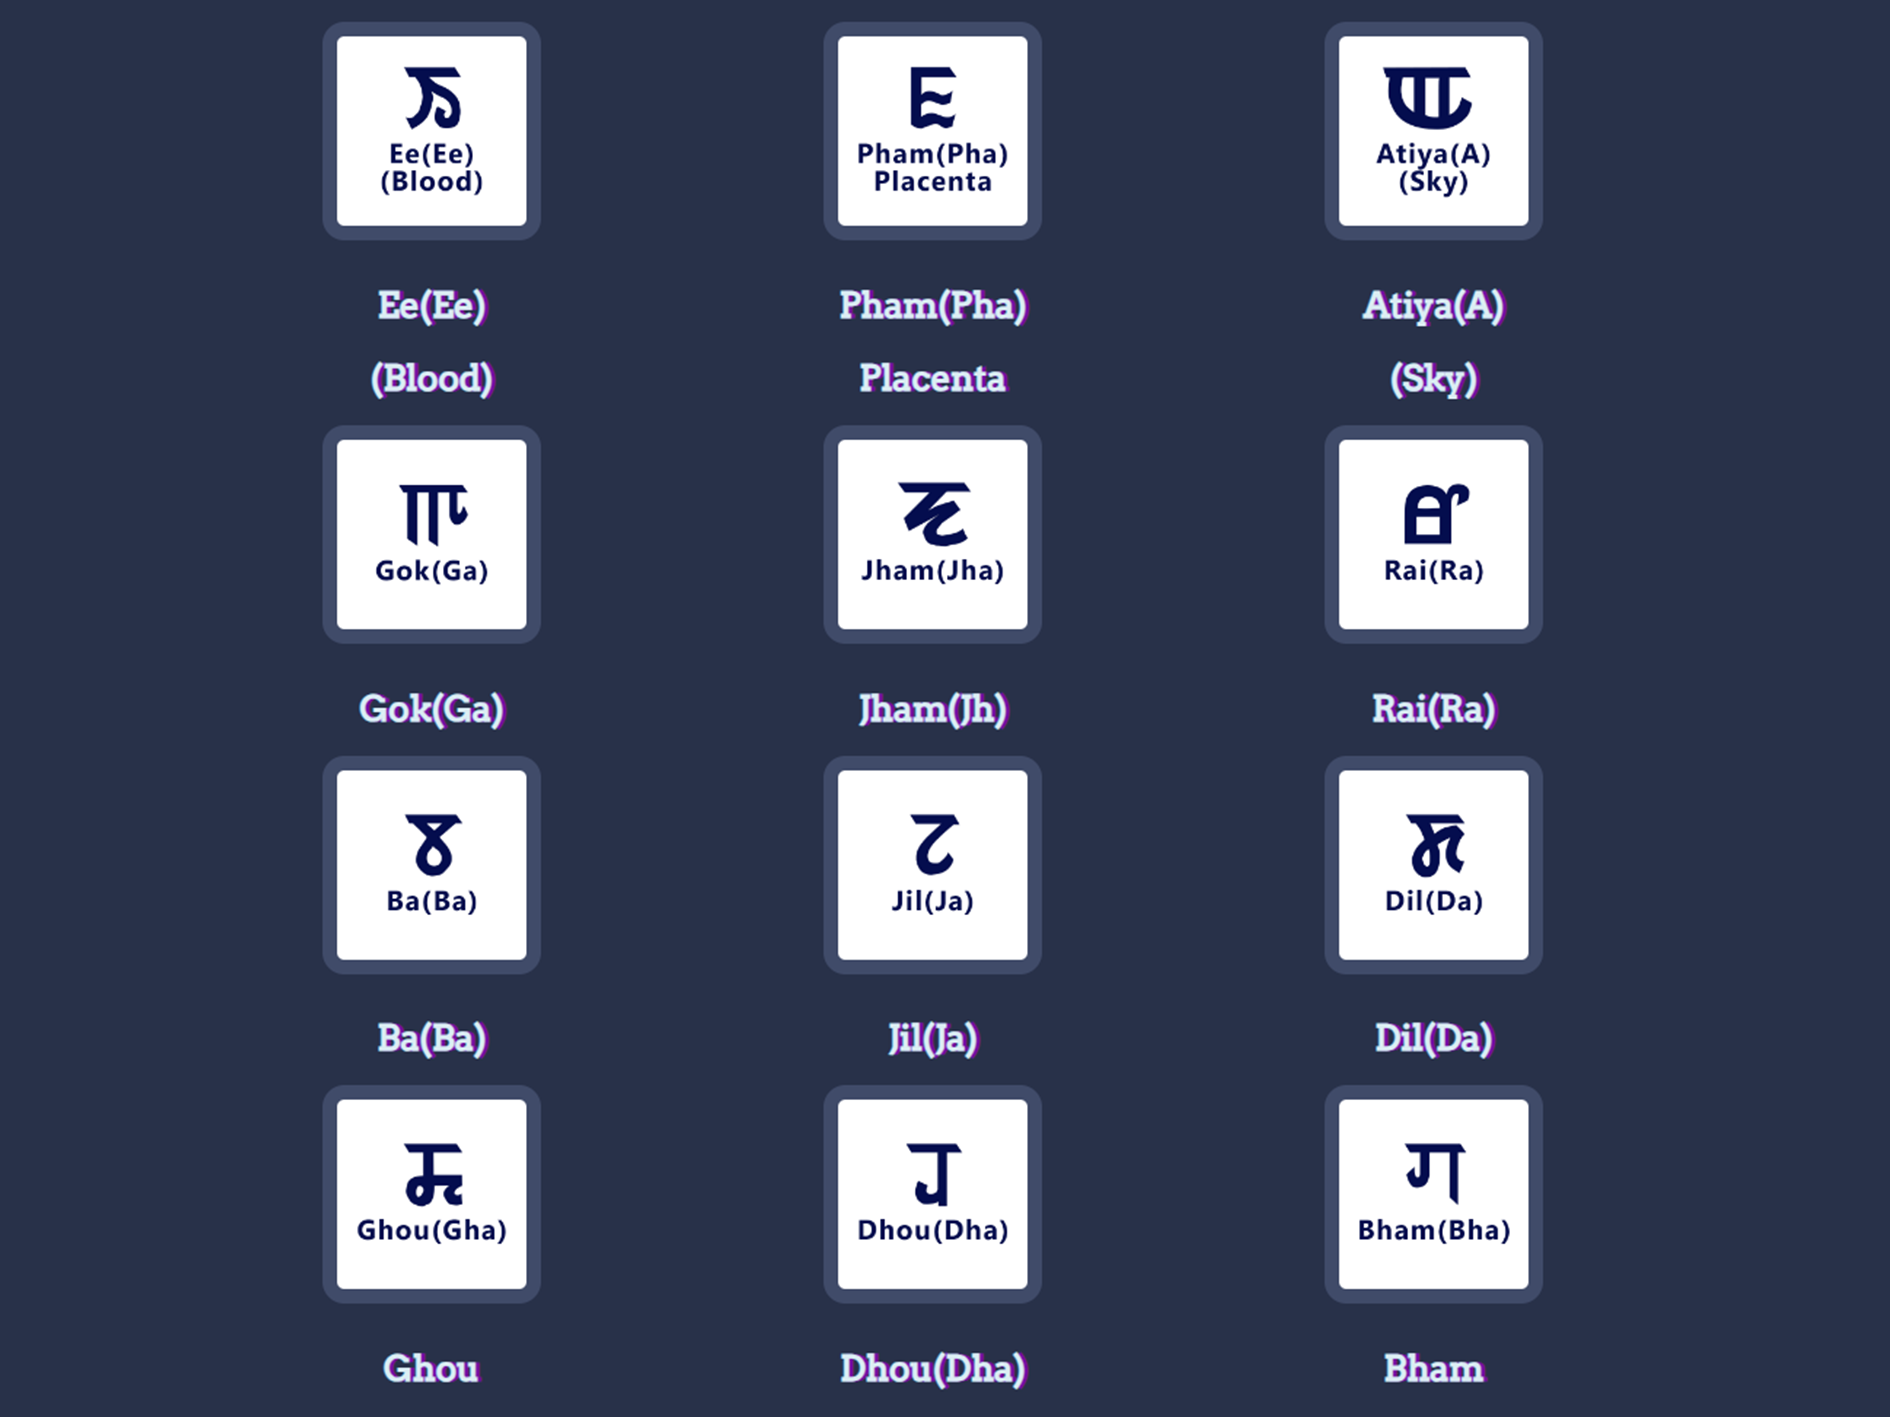 ꯏ ꯐ ꯑ
Ee(Ee) Pham(Pha) Atiya(A)
(Blood) Placenta (Sky)
Ee(Ee) Pham(Pha) Atiya(A)
(Blood) Placenta (Sky)
ꯒ ꯓ ꯔ
Gok(Ga) Jham(Jha) Rai(Ra)
Gok(Ga) Jham(Jh) Rai(Ra)
ꯕ ꯖ ꯗ
Ba(Ba) Jil(Ja) Dil(Da)
Ba(Ba) Jil(Ja) Dil(Da)
ꯘ ꯙ ꯚ
Ghou(Gha) Dhou(Dha) Bham(Bha)
Ghou Dhou(Dha) Bham